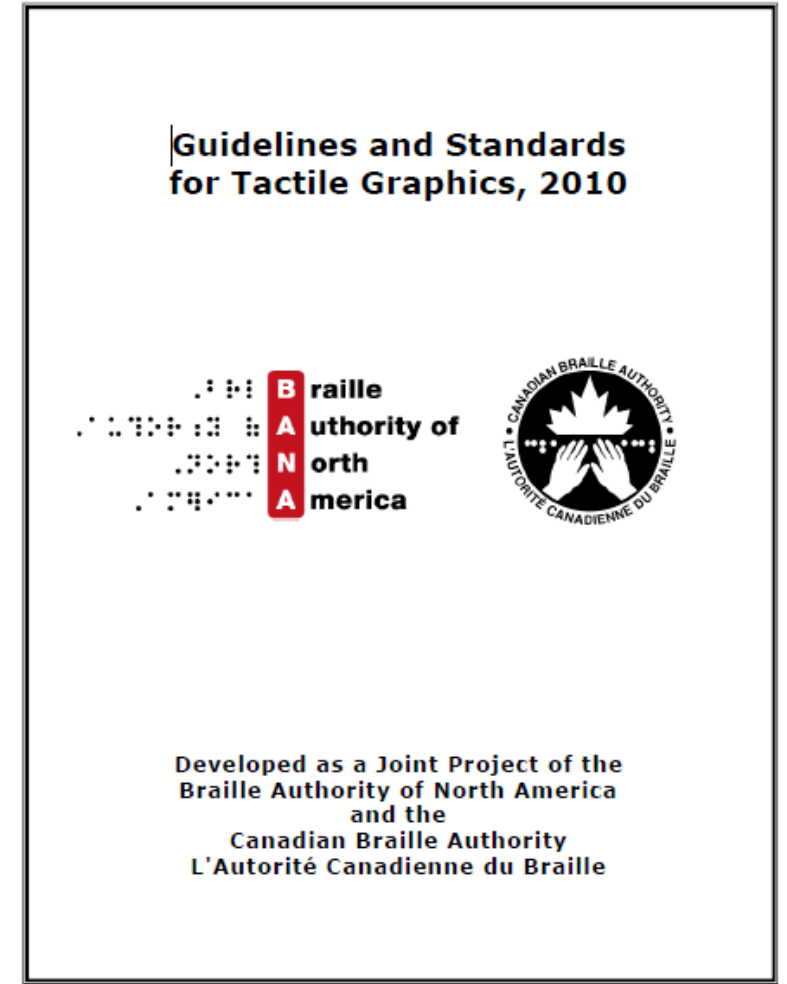 Guidelines and Standards
for Tactile Graphics, 2010
⠠⠃⠗⠇ Braille
⠠⠁⠥⠹⠕⠗⠰⠽ ⠷ Authority of
⠠⠝⠕⠗⠹ North
⠠⠁⠍⠻⠊⠉⠁ America
• CANADIAN BRAILLE AUTHORITY •
L'AUTORITÉ CANADIENNE DU BRAILLE
Developed as a Joint Project of the
Braille Authority of North America
and the
Canadian Braille Authority
L'Autorité Canadienne du Braille